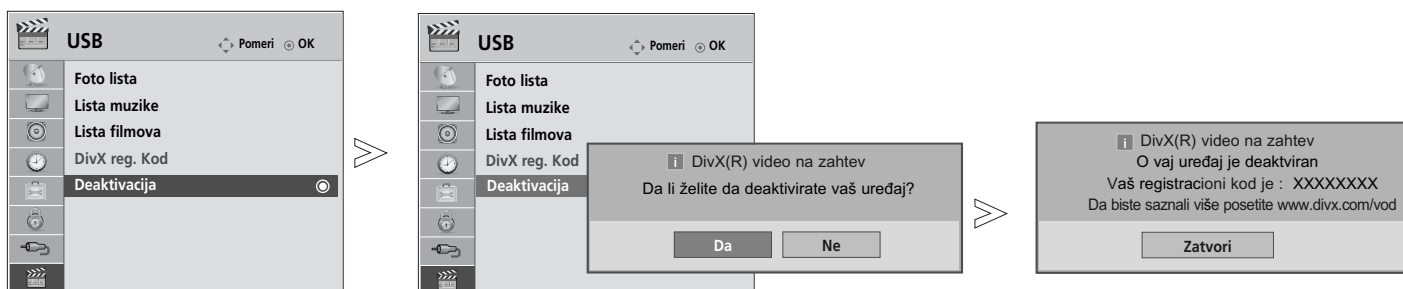 USB
Pomeri OK
Foto lista
Lista muzike
Lista filmova
DivX reg. Kod
Deaktivacija
USB
Pomeri OK
Foto lista
Lista muzike
Lista filmova
DivX reg. Kod
Deaktivacija
i DivX(R) video na zahtev
Da li želite da deaktivirate vaš uređaj?
Da Ne
i DivX(R) video na zahtev
O vaj uređaj je deaktviran
Vaš registracioni kod je : XXXXXXXX
Da biste saznali više posetite www.divx.com/vod
Zatvori